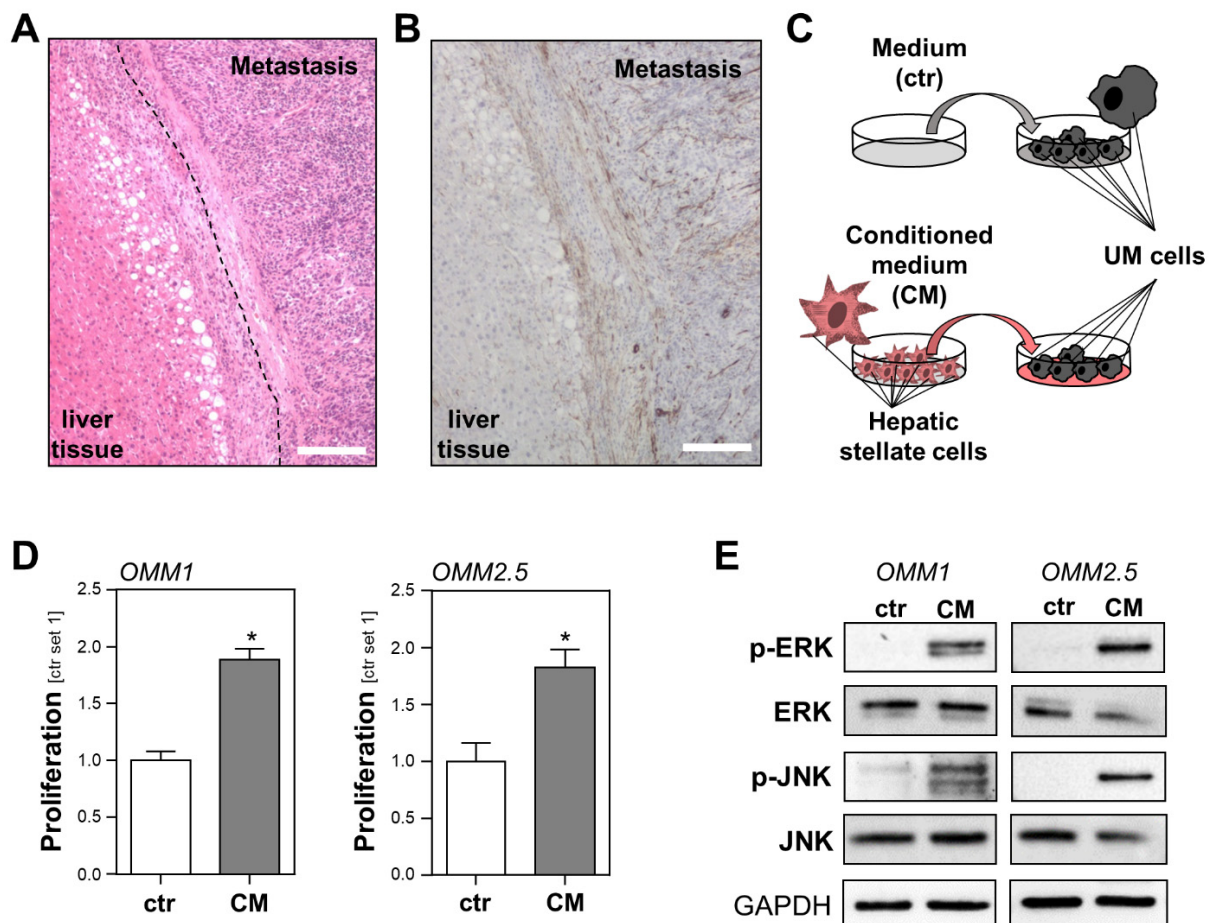 A
Metastasis
liver
tissue
B
Metastasis
liver
tissue
C
Medium
(ctr)
UM cells
Conditioned
medium
(CM)
Hepatic
stellate cells
D
OMM1
Proliferation [ctr set 1]
2.5
2.0
1.5
1.0
0.5
0.0
*
ctr CM
OMM2.5
Proliferation [ctr set 1]
2.5
2.0
1.5
1.0
0.5
0.0
*
ctr CM
E
OMM1 OMM2.5
ctr CM ctr CM
p-ERK
ERK
p-JNK
JNK
GAPDH